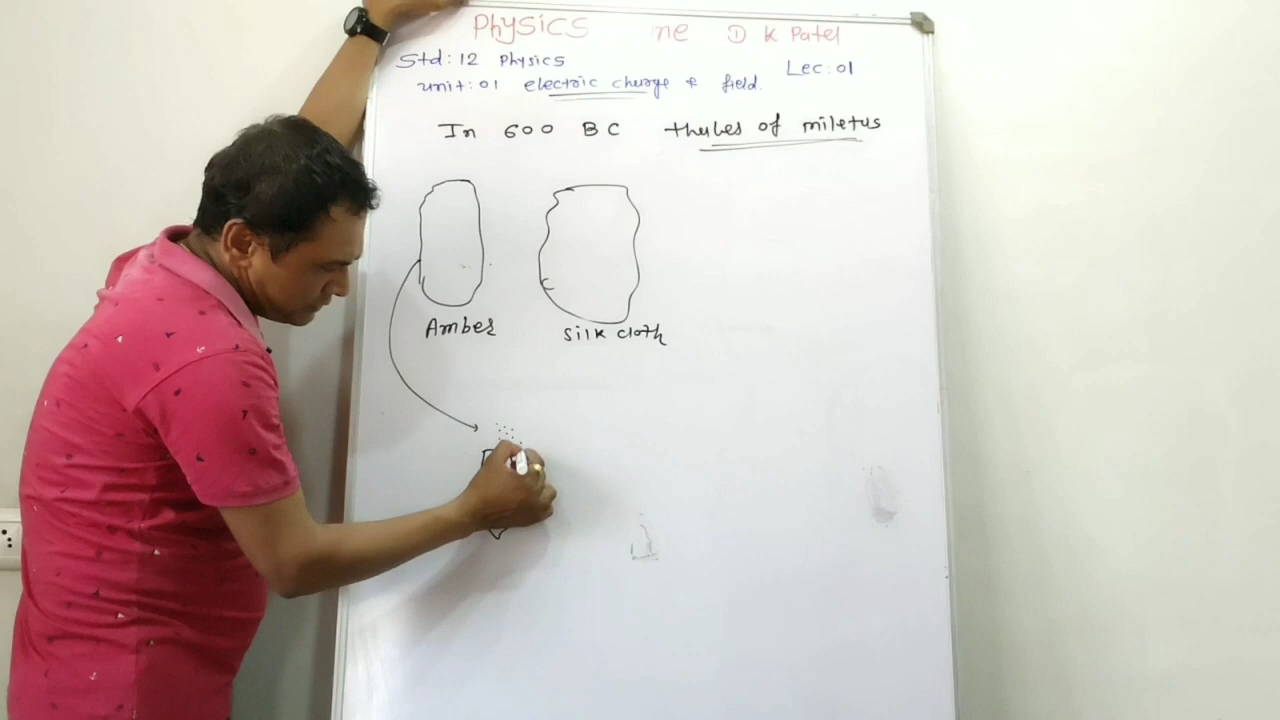 Physics me D K Patel
Std: 12 Physics
Lec: 01
unit: 01 electric charge & field.
In 600 BC thales of miletus
Amber
Silk cloth